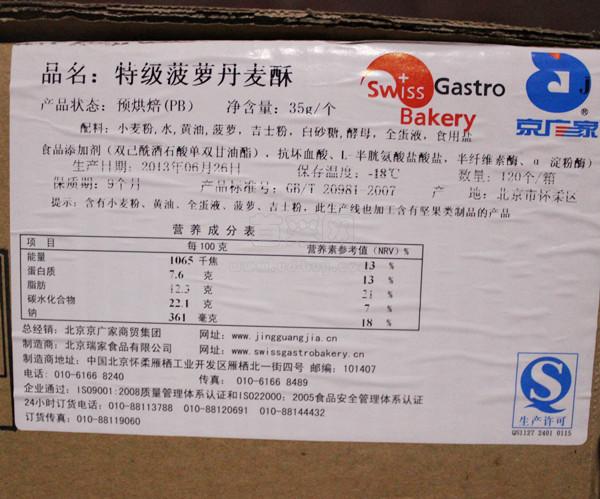 品名：特级菠萝丹麦酥
Swiss Gastro
Bakery
J
®
京广家
产品状态：预烘焙(PB) 净含量：35g/个
配料：小麦粉,水,黄油,菠萝，吉士粉，白砂糖,酵母，全蛋液，食用盐
食品添加剂（双乙酰酒石酸单双甘油酯），抗坏血酸、L-半胱氨酸盐酸盐，半纤维素酶、α 淀粉酶）
生产日期：2013年06月26日 保存温度：-18℃ 数量：120个/箱
保质期：9个月 产品标准号：GB/T 20981-2007 产 地：北京市怀柔区
提示：含有小麦粉、黄油、全蛋液、菠萝、吉士粉，此生产线也加工含有坚果类制品的产品
营养成分表
项目 每100克 营养素参考值（NRV）%
能量 1065 千焦 13 %
蛋白质 7.6 克 13 %
脂肪 12.3 克 21 %
碳水化合物 22.1 克 7 %
钠 361 毫克 18 %
总经销：北京京广家商贸集团 网址：www.jingguangjia.cn
制造商：北京瑞家食品有限公司 网址：www.swissgastrobakery.cn
制造商地址：中国北京怀柔雁栖工业开发区雁栖北一街四号 邮编：101407
电话：010-6166 8240 传真：010-6166 8489
企业通过：ISO9001:2008质量管理体系认证和ISO22000：2005食品安全管理体系认证
24小时订货电话：010-88113788 010-88120691 010-88144432
订货传真：010-88119060
生产许可
QS1127 2401 0115